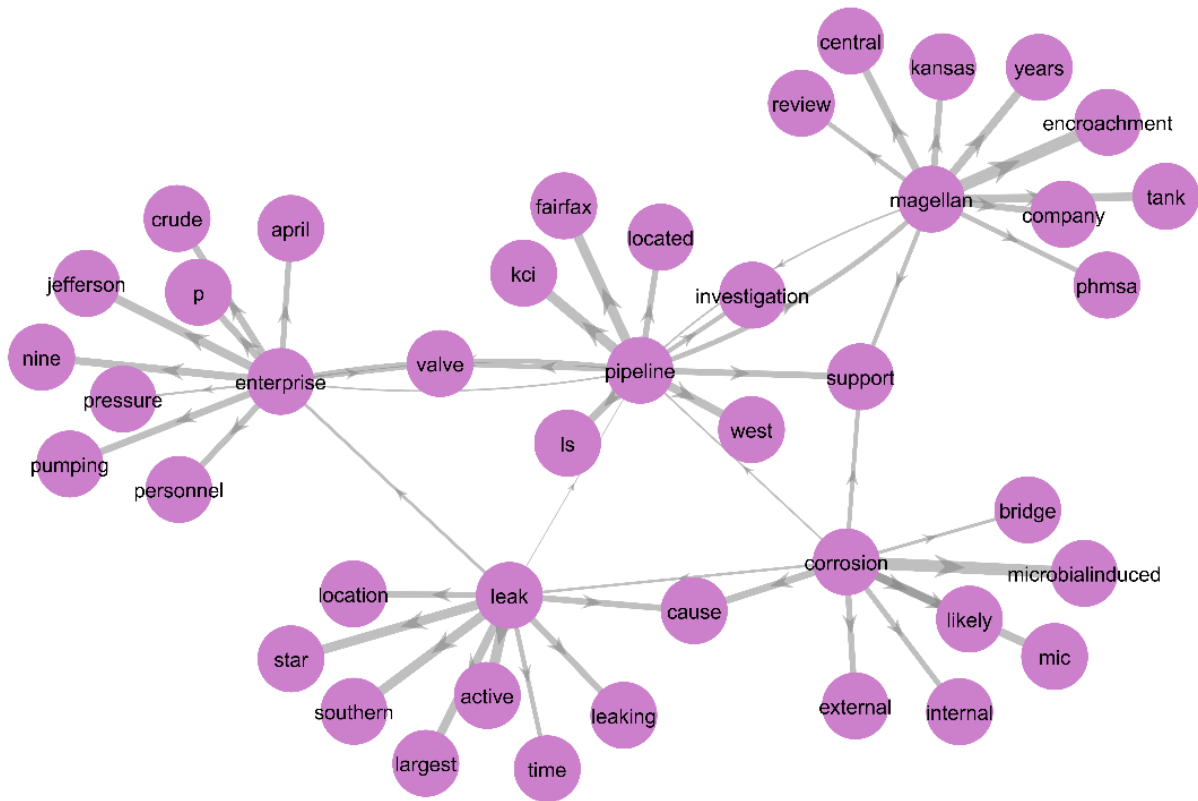 central
kansas
years
review
encroachment
magellan
company
tank
phmsa
crude
april
fairfax
located
jefferson
p
kci
investigation
nine
enterprise
valve
pipeline
support
pressure
ls
west
pumping
personnel
bridge
location
leak
cause
corrosion
microbialinduced
likely
mic
star
southern
active
leaking
external
internal
largest
time